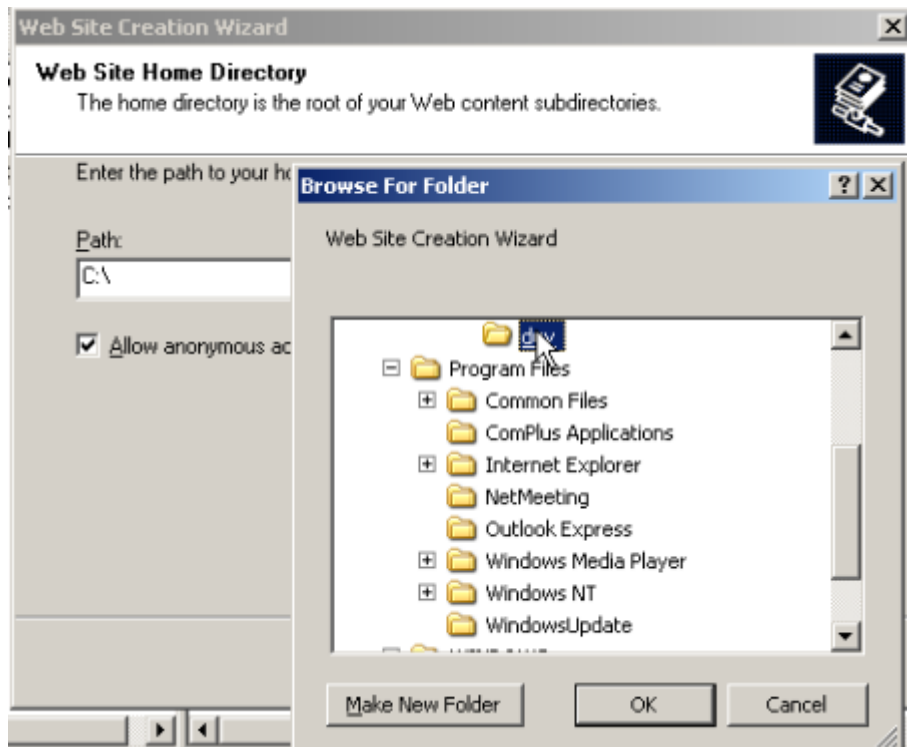 Web Site Creation Wizard
Web Site Home Directory
The home directory is the root of your Web content subdirectories.
Enter the path to your
Browse For Folder
Path:
C:\
Allow anonymous
Web Site Creation Wizard
Program Files
Common Files
ComPlus Applications
Internet Explorer
NetMeeting
Outlook Express
Windows Media Player
Windows NT
WindowsUpdate
Make New Folder
OK
Cancel